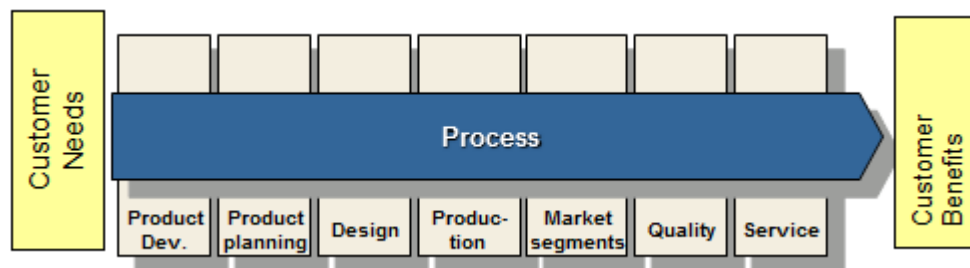 Customer
Needs
Process
Product
Dev.
Product
planning
Design
Produc-
tion
Market
segments
Quality
Service
Customer
Benefits